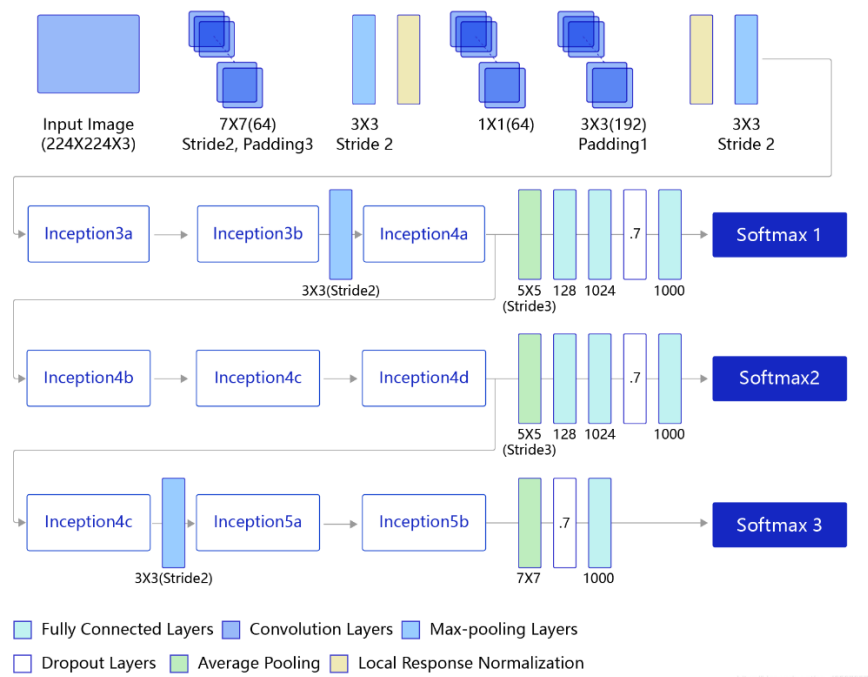 Input Image
(224X224X3)
7X7(64)
Stride2, Padding3
3X3
Stride 2
1X1(64)
3X3(192)
Padding1
3X3
Stride 2
Inception3a
Inception3b
3X3(Stride2)
Inception4a
5X5
(Stride3)
128
1024
.7
1000
Softmax 1
Inception4b
Inception4c
Inception4d
5X5
(Stride3)
128
1024
.7
1000
Softmax2
Inception4c
3X3(Stride2)
Inception5a
Inception5b
7X7
.7
1000
Softmax 3
Fully Connected Layers
Convolution Layers
Max-pooling Layers
Dropout Layers
Average Pooling
Local Response Normalization